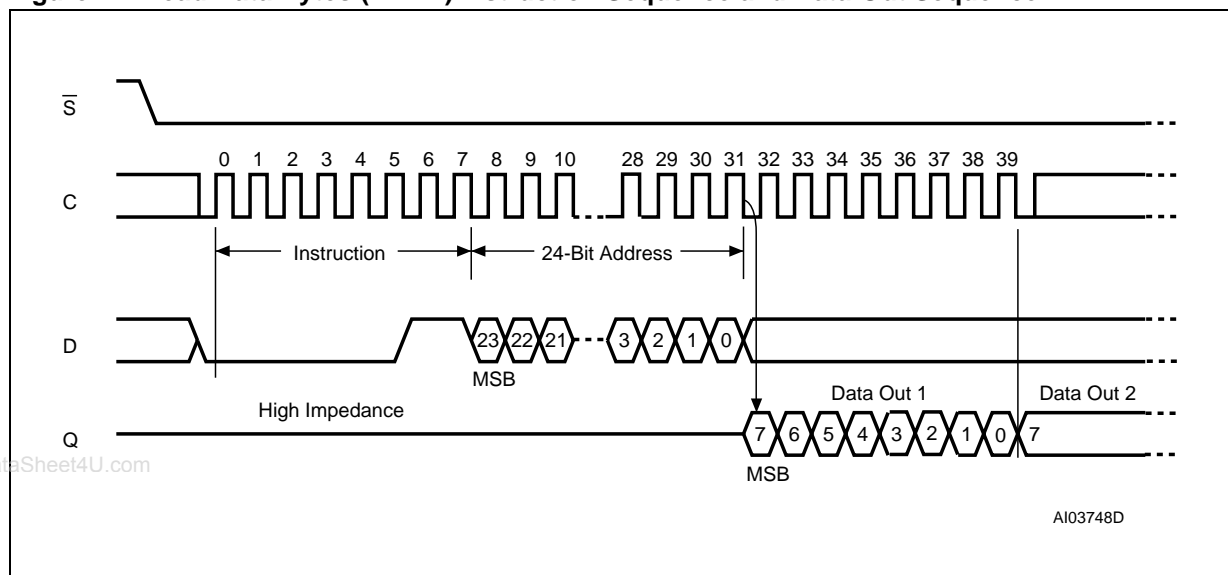 S
0 1 2 3 4 5 6 7 8 9 10 28 29 30 31 32 33 34 35 36 37 38 39
C
Instruction 24-Bit Address
D
23 22 21 3 2 1 0
MSB
High Impedance Data Out 1 Data Out 2
Q
7 6 5 4 3 2 1 0 7
MSB
taSheet4U.com
AI03748D